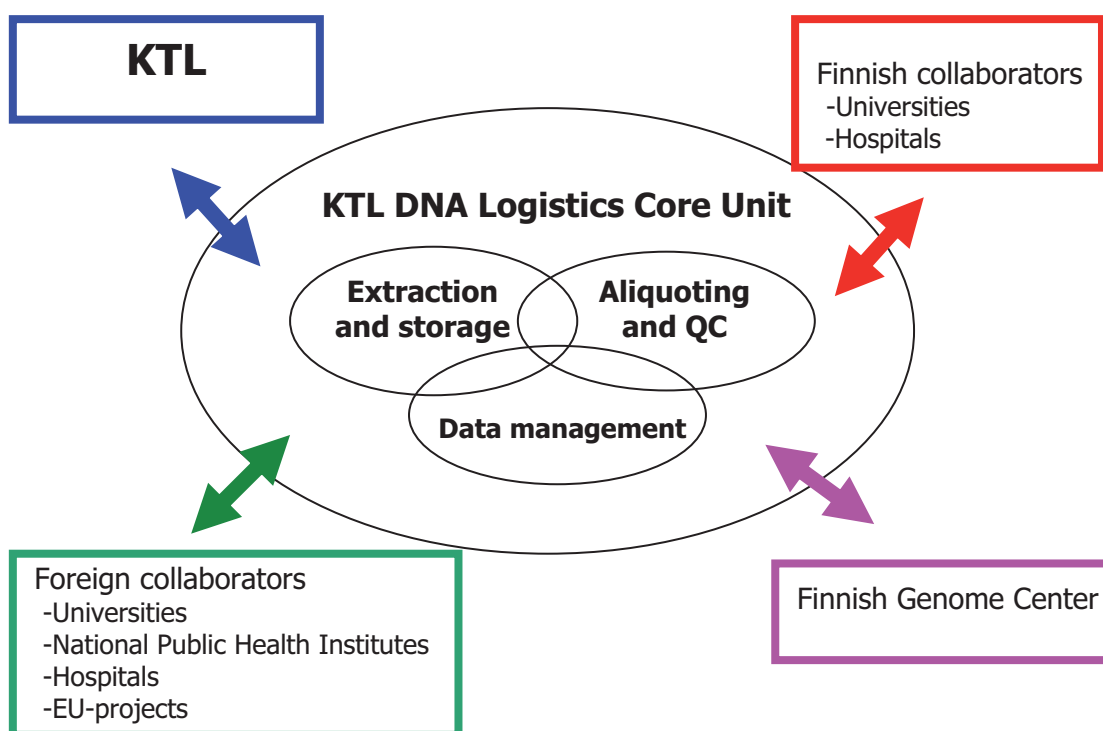 KTL
Finnish collaborators
-Universities
-Hospitals
KTL DNA Logistics Core Unit
Extraction
and storage
Aliquoting
and QC
Data management
Foreign collaborators
-Universities
-National Public Health Institutes
-Hospitals
-EU-projects
Finnish Genome Center